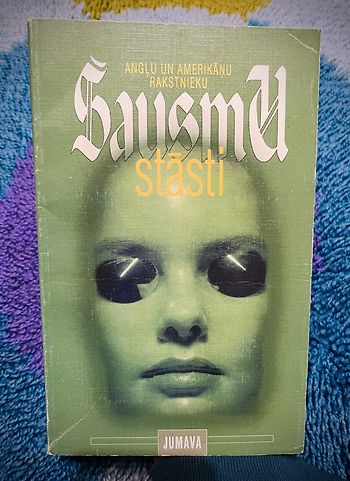 ANGĻU UN AMERIKĀŅU
RAKSTNIEKU
ŠausmU
stāsti
JUMAVA